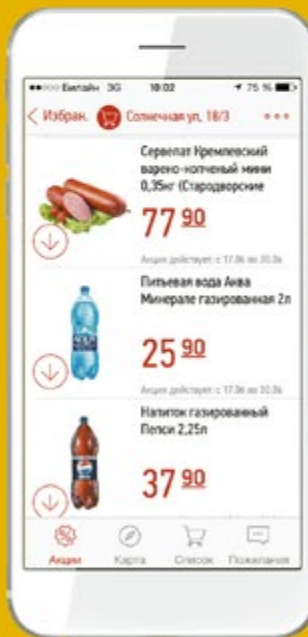 Билайн 3G 10:02 75 %
Избран. Солнечная ул, 18/3
Сервелат Кремлевский
варено-копченый мини
0,35кг (Стародворские
77 90
Акция действует: с 17.06 по 30.06
Питьевая вода Аква
Минерале газированная 2л
25 90
Акция действует: с 17.06 по 30.06
Напиток газированный
Пепси 2,25л
37 90
Акции Карта Список Пожелания